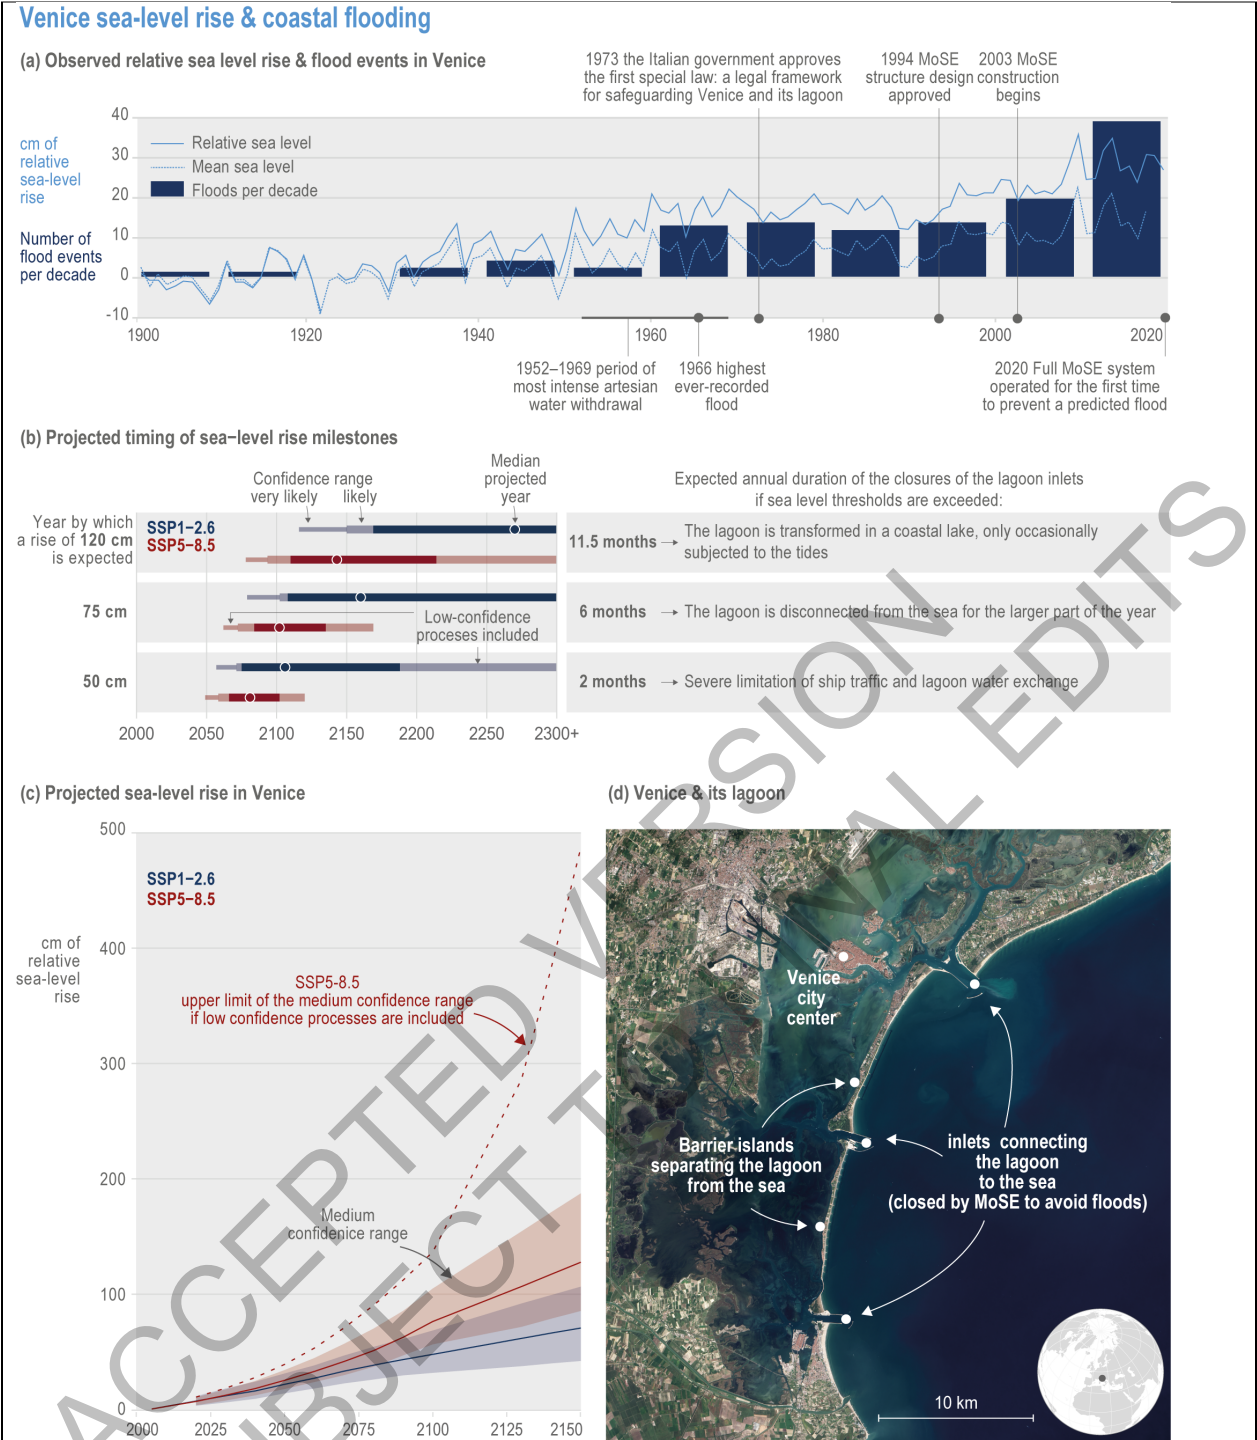 Venice sea-level rise & coastal flooding
(a) Observed relative sea level rise & flood events in Venice
1973 the Italian government approves
the first special law: a legal framework
for safeguarding Venice and its lagoon
1994 MoSE
structure design
approved
2003 MoSE
construction
begins
cm of
relative
sea-level
rise
Number of
flood events
per decade
40
30
20
10
0
-10
Relative sea level
Mean sea level
Floods per decade
1900
1920
1940
1960
1980
2000
2020
1952–1969 period of
most intense artesian
water withdrawal
1966 highest
ever-recorded
flood
2020 Full MoSE system
operated for the first time
to prevent a predicted flood
(b) Projected timing of sea−level rise milestones
Confidence range
very likely
likely
Median
projected
year
Expected annual duration of the closures of the lagoon inlets
if sea level thresholds are exceeded:
Year by which
a rise of 120 cm
is expected
SSP1−2.6
SSP5−8.5
11.5 months
The lagoon is transformed in a coastal lake, only occasionally
subjected to the tides
75 cm
Low-confidence
proceses included
6 months
The lagoon is disconnected from the sea for the larger part of the year
50 cm
2 months
Severe limitation of ship traffic and lagoon water exchange
2000
2050
2100
2150
2200
2250
2300+
(c) Projected sea-level rise in Venice
500
400
300
200
100
0
SSP1−2.6
SSP5−8.5
cm of
relative
sea-level
rise
SSP5-8.5
upper limit of the medium confidence range
if low confidence processes are included
Medium
confidenice range
2000
2025
2050
2075
2100
2125
2150
(d) Venice & its lagoon
Venice
city
center
Barrier islands
separating the lagoon
from the sea
inlets connecting
the lagoon
to the sea
(closed by MoSE to avoid floods)
10 km
ACCEPTED VERSION
SUBJECT TO FINAL EDITS